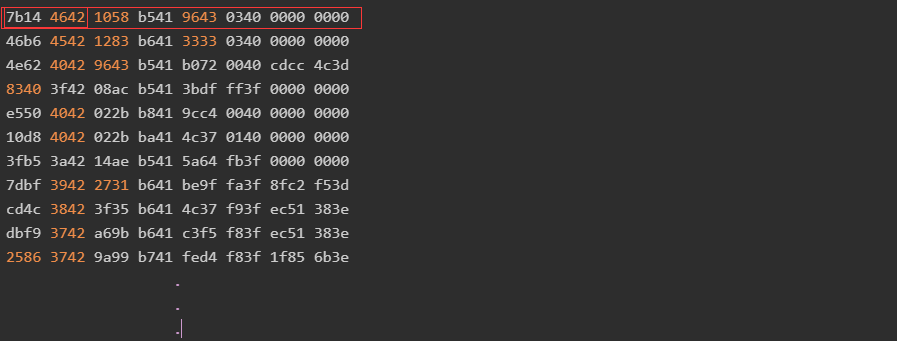 7b14 4642 1058 b541 9643 0340 0000 0000
46b6 4542 1283 b641 3333 0340 0000 0000
4e62 4042 9643 b541 b072 0040 cdcc 4c3d
8340 3f42 08ac b541 3bdf ff3f 0000 0000
e550 4042 022b b841 9cc4 0040 0000 0000
10d8 4042 022b ba41 4c37 0140 0000 0000
3fb5 3a42 14ae b541 5a64 fb3f 0000 0000
7dbf 3942 2731 b641 be9f fa3f 8fc2 f53d
cd4c 3842 3f35 b641 4c37 f93f ec51 383e
dbf9 3742 a69b b641 c3f5 f83f ec51 383e
2586 3742 9a99 b741 fed4 f83f 1f85 6b3e
.
.
.